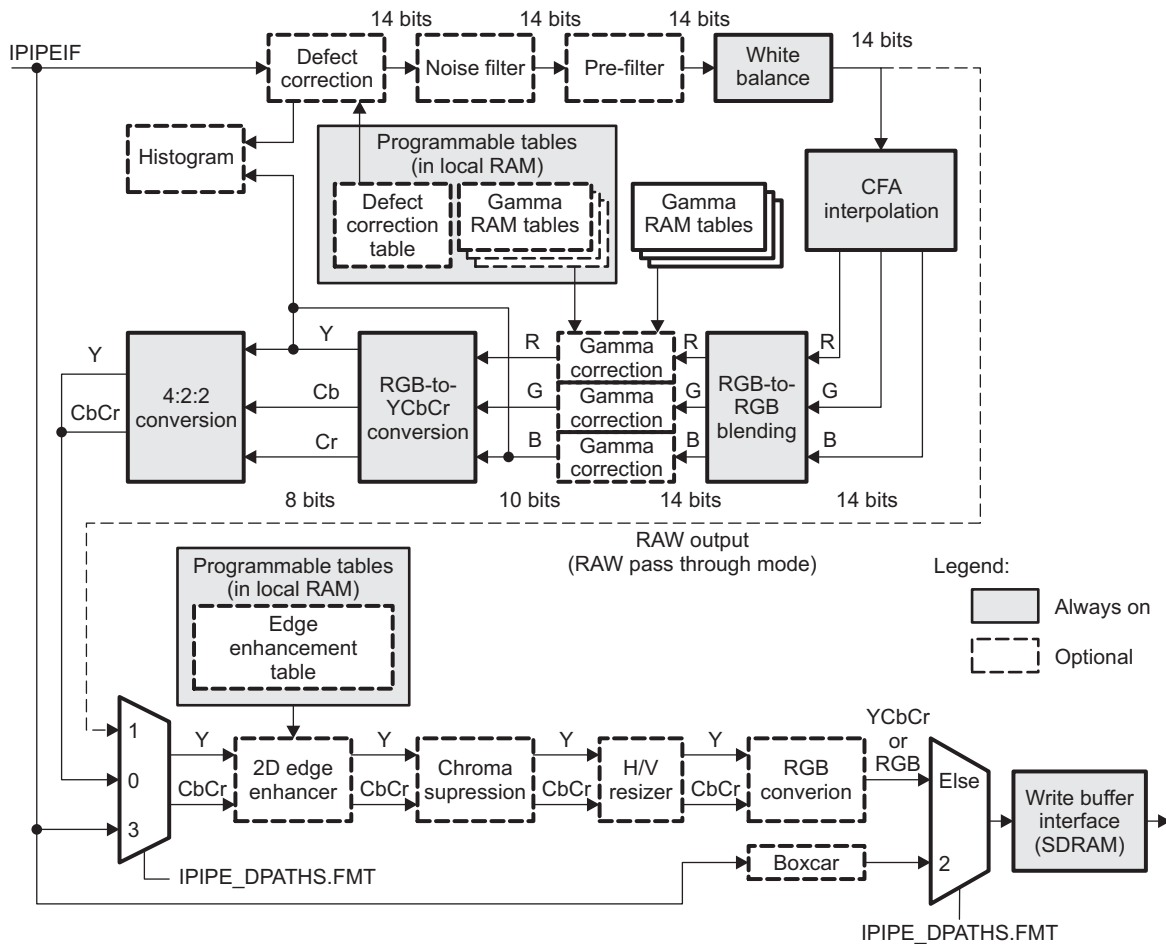 14 bits
14 bits
14 bits
14 bits
IPIPEIF
Defect
correction
Noise filter
Pre-filter
White
balance
Histogram
Programmable tables
(in local RAM)
Defect
correction
table
Gamma
RAM tables
Gamma
RAM tables
CFA
interpolation
Y
CbCr
4:2:2
conversion
Y
Cb
Cr
RGB-to-
YCbCr
conversion
R
G
B
Gamma
correction
Gamma
correction
Gamma
correction
R
G
B
RGB-to-
RGB
blending
R
G
B
8 bits
10 bits
14 bits
14 bits
RAW output
(RAW pass through mode)
Legend:
Always on
Optional
Programmable tables
(in local RAM)
Edge
enhancement
table
1
0
3
Y
CbCr
2D edge
enhancer
Y
CbCr
Chroma
supression
Y
CbCr
H/V
resizer
Y
CbCr
RGB
converion
YCbCr
or
RGB
Else
2
Write buffer
interface
(SDRAM)
Boxcar
IPIPE_DPATHS.FMT
IPIPE_DPATHS.FMT